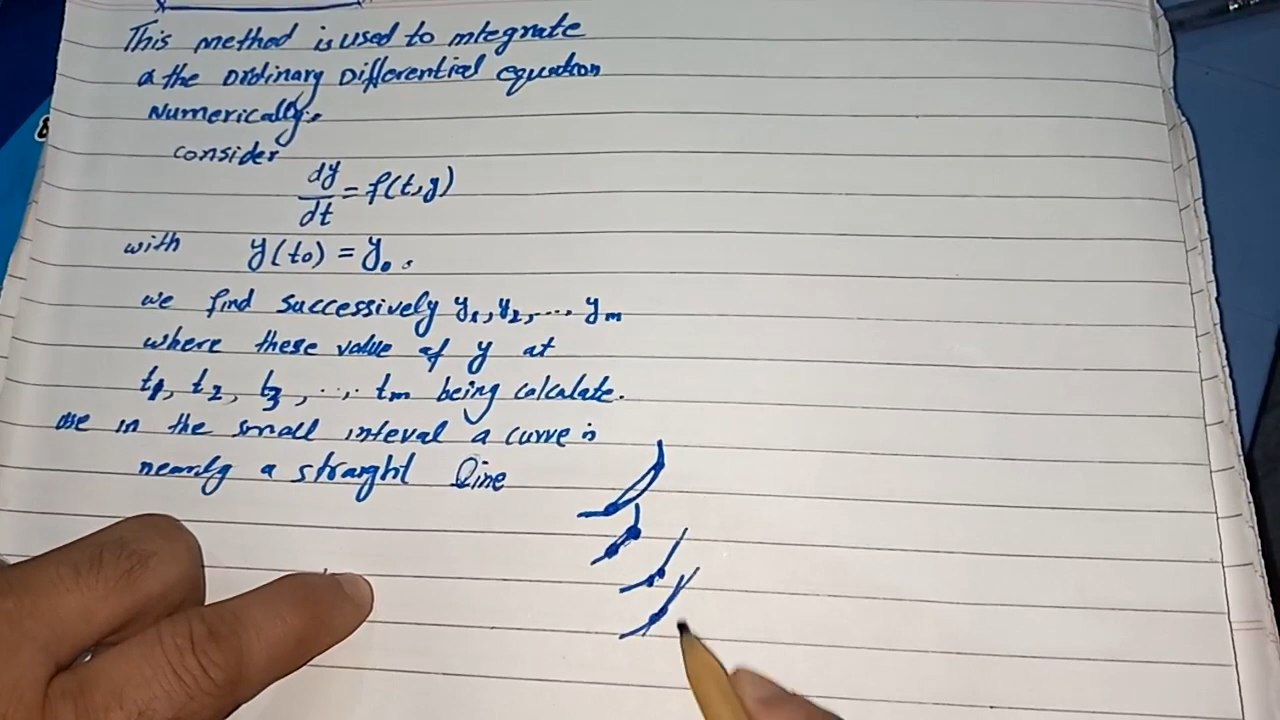 This method is used to integrate
a the ordinary Differential equation
Numerically.
consider
dy/dt = f(t,y)
with y(t₀) = y₀.
we find successively y₁, y₂, ... yₘ
where these value of y at
t₁, t₂, t₃, ... tₘ being calculate.
use in the small inteval a curve is
nearly a straight line